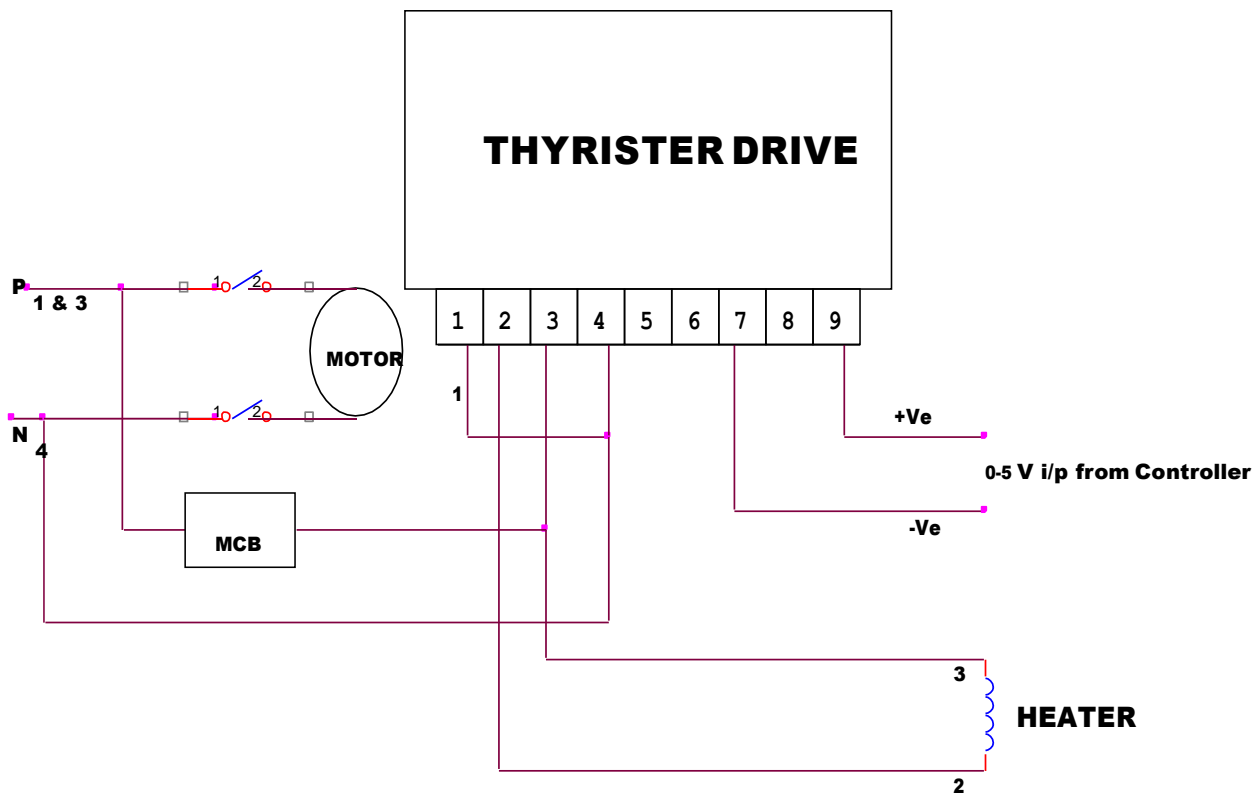 THYRISTER DRIVE
P
1 & 3
1 2
MOTOR
1 2 3 4 5 6 7 8 9
1
N
4
1 2
+Ve
0-5 V i/p from Controller
-Ve
MCB
3
HEATER
2